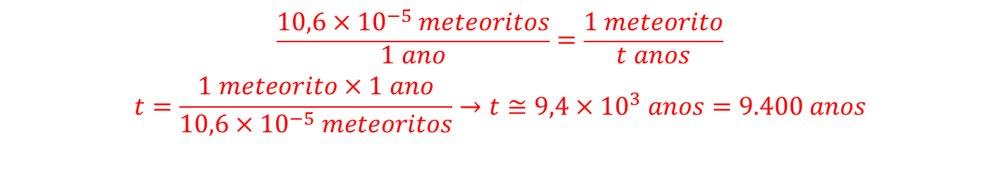 10,6 × 10⁻⁵ meteoritos / 1 ano = 1 meteorito / t anos
t = 1 meteorito × 1 ano / 10,6 × 10⁻⁵ meteoritos → t ≅ 9,4 × 10³ anos = 9.400 anos